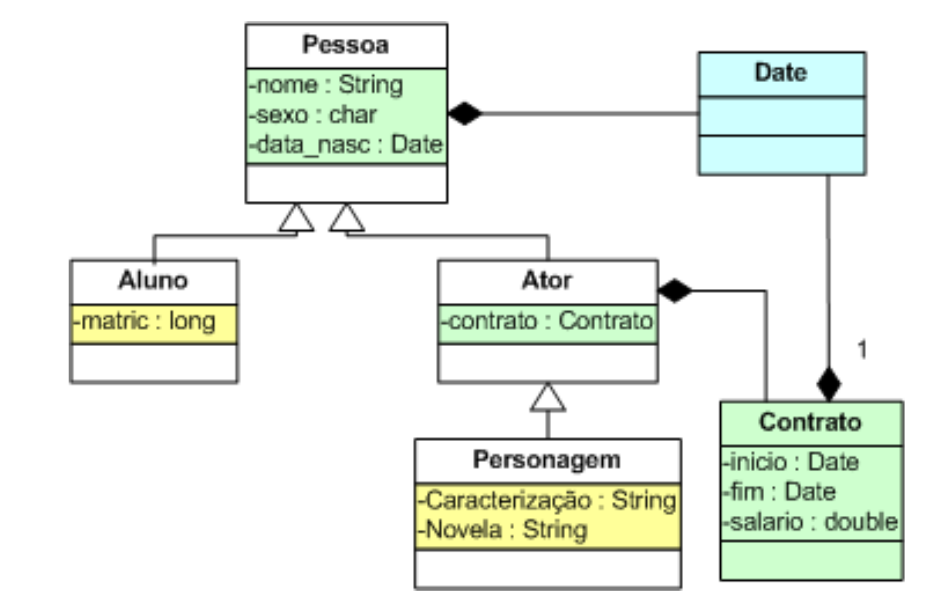 Pessoa
-nome : String
-sexo : char
-data_nasc : Date
Date
Aluno
-matric : long
Ator
-contrato : Contrato
1
Contrato
-inicio : Date
-fim : Date
-salario : double
Personagem
-Caracterização : String
-Novela : String